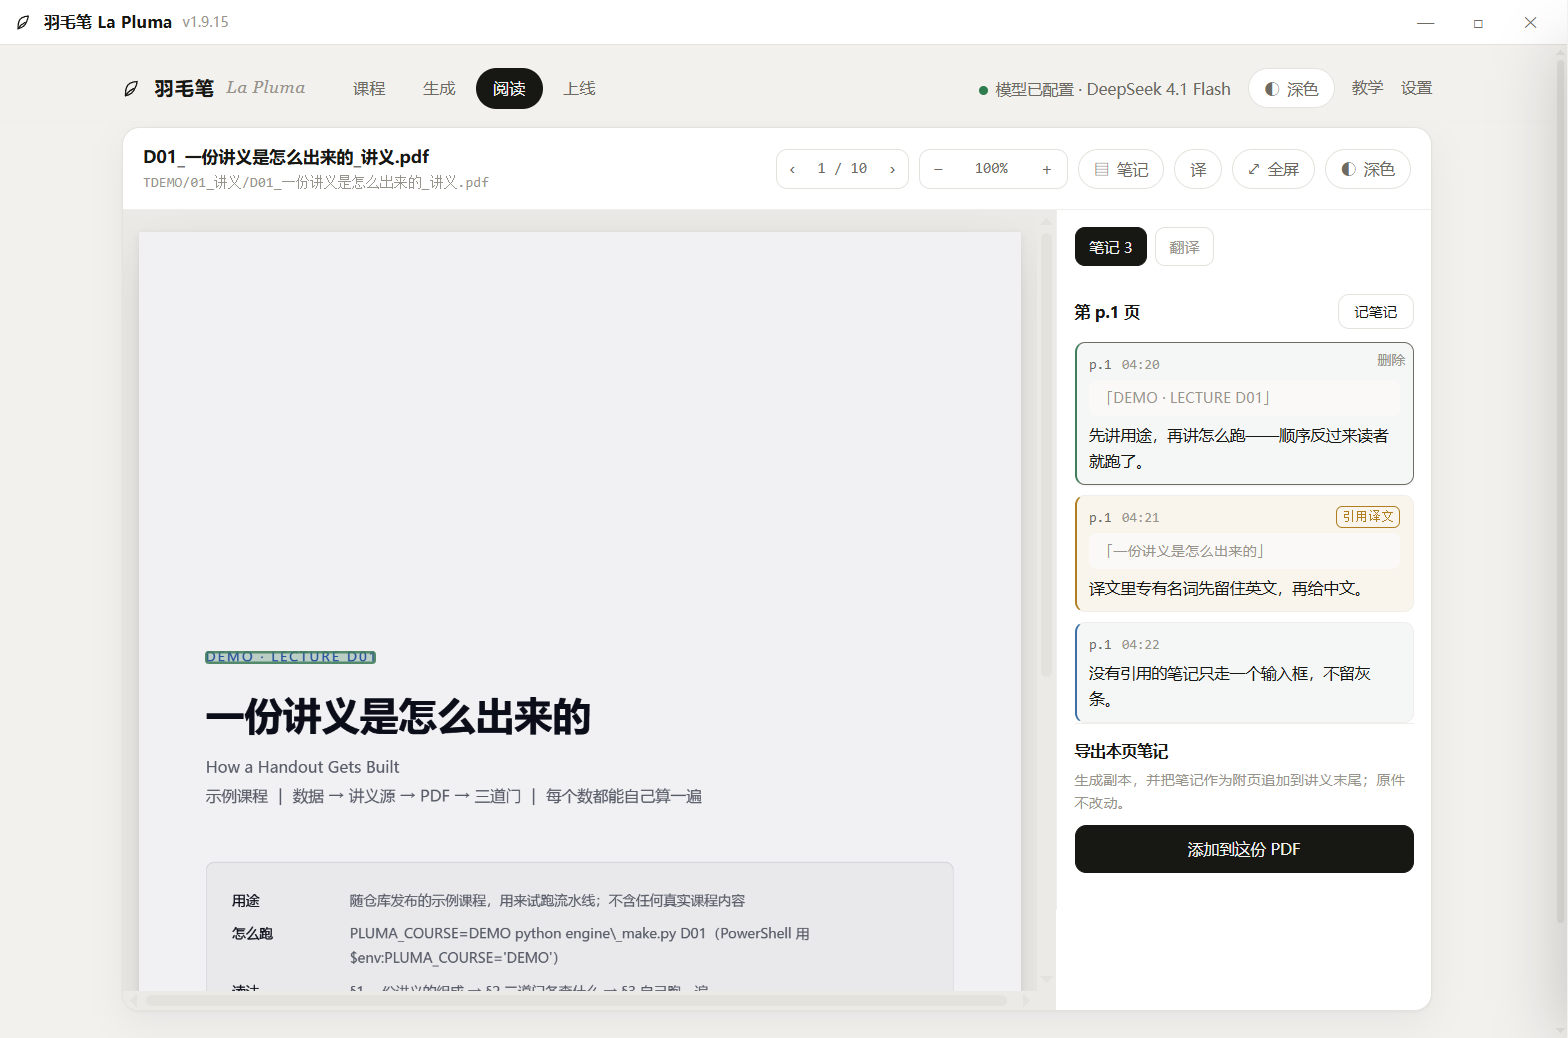 羽毛笔 La Pluma v1.9.15
羽毛笔 La Pluma 课程 生成 阅读 上线 模型已配置 · DeepSeek 4.1 Flash 深色 教学 设置
D01_一份讲义是怎么出来的_讲义.pdf
TDEMO/01_讲义/D01_一份讲义是怎么出来的_讲义.pdf
‹ 1 / 10 › − 100% + 笔记 译 全屏 深色
DEMO · LECTURE D01
一份讲义是怎么出来的
How a Handout Gets Built
示例课程 | 数据 → 讲义源 → PDF → 三道门 | 每个数都能自己算一遍
用途 随仓库发布的示例课程，用来试跑流水线；不含任何真实课程内容
怎么跑 PLUMA_COURSE=DEMO python engine\_make.py D01（PowerShell 用
$env:PLUMA_COURSE='DEMO'）
笔记 3 翻译
第 p.1 页 记笔记
p.1 04:20 删除
「DEMO · LECTURE D01」
先讲用途，再讲怎么跑——顺序反过来读者
就跑了。
p.1 04:21 引用译文
「一份讲义是怎么出来的」
译文里专有名词先留住英文，再给中文。
p.1 04:22
没有引用的笔记只走一个输入框，不留灰
条。
导出本页笔记
生成副本，并把笔记作为附页追加到讲义末尾；原件
不改动。
添加到这份 PDF